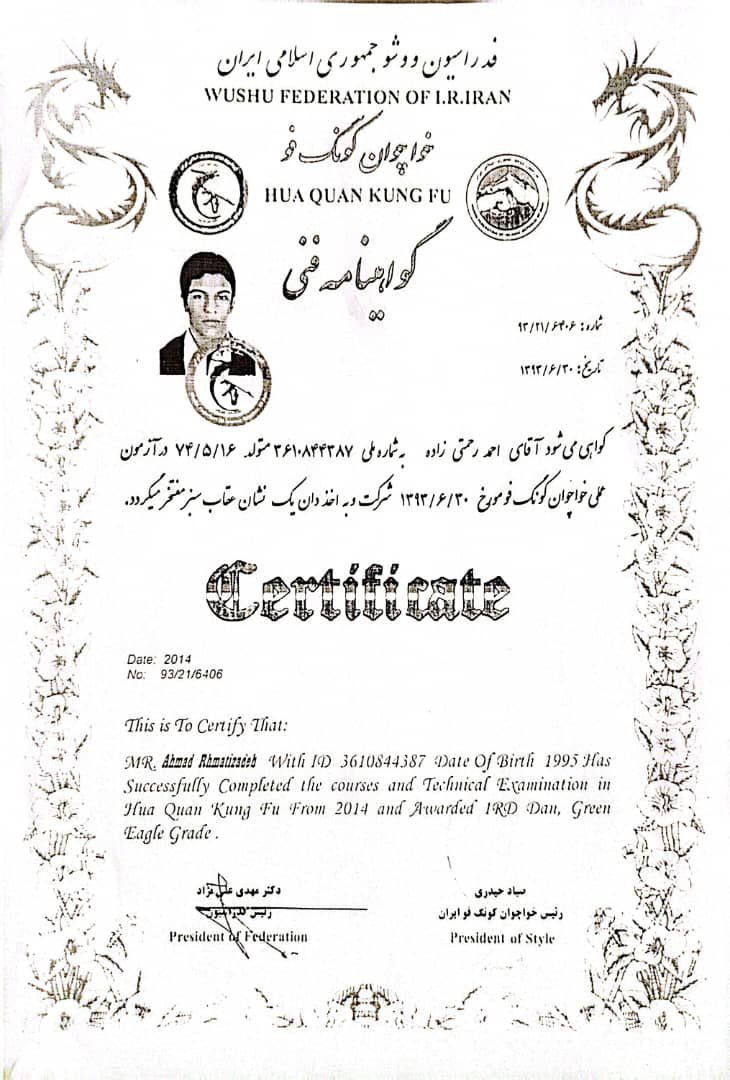 فدراسیون ووشو جمهوری اسلامی ایران
WUSHU FEDERATION OF I.R.IRAN
خواچوان کونگ فو
HUA QUAN KUNG FU
گواهینامه فنی
شماره: ۹۳/۲۱/۶۴۰۶
تاریخ: ۱۳۹۳/۶/۳۰
گواهی می شود آقای احمد رحمتی زاده به شماره ملی ۳۶۱۰۸۴۴۳۸۷ متولد ۷۴/۵/۱۶ در آزمون
عملی خواچوان کونگ فو مورخ ۱۳۹۳/۶/۳۰ شرکت و به اخذ دان یک نشان عقاب سبز مفتخر میگردد.
Certificate
Date: 2014
No: 93/21/6406
This is To Certify That:
MR. Ahmad Rhmatizadeh With ID 3610844387 Date Of Birth 1995 Has
Successfully Completed the courses and Technical Examination in
Hua Quan Kung Fu From 2014 and Awarded 1RD Dan, Green
Eagle Grade .
دکتر مهدی علی نژاد
رئیس فدراسیون
President of Federation
صیاد حیدری
رئیس خواچوان کونگ فو ایران
President of Style